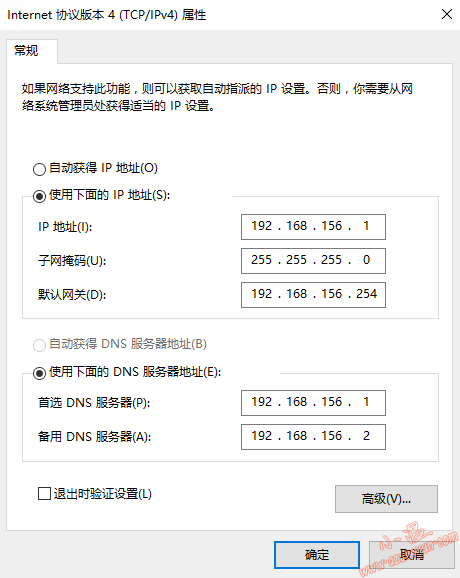 Internet 协议版本 4 (TCP/IPv4) 属性
常规
如果网络支持此功能，则可以获取自动指派的 IP 设置。否则，你需要从网
络系统管理员处获得适当的 IP 设置。
自动获得 IP 地址(O)
使用下面的 IP 地址(S):
IP 地址(I): 192 . 168 . 156 . 1
子网掩码(U): 255 . 255 . 255 . 0
默认网关(D): 192 . 168 . 156 . 254
自动获得 DNS 服务器地址(B)
使用下面的 DNS 服务器地址(E):
首选 DNS 服务器(P): 192 . 168 . 156 . 1
备用 DNS 服务器(A): 192 . 168 . 156 . 2
退出时验证设置(L)
高级(V)...
确定
取消